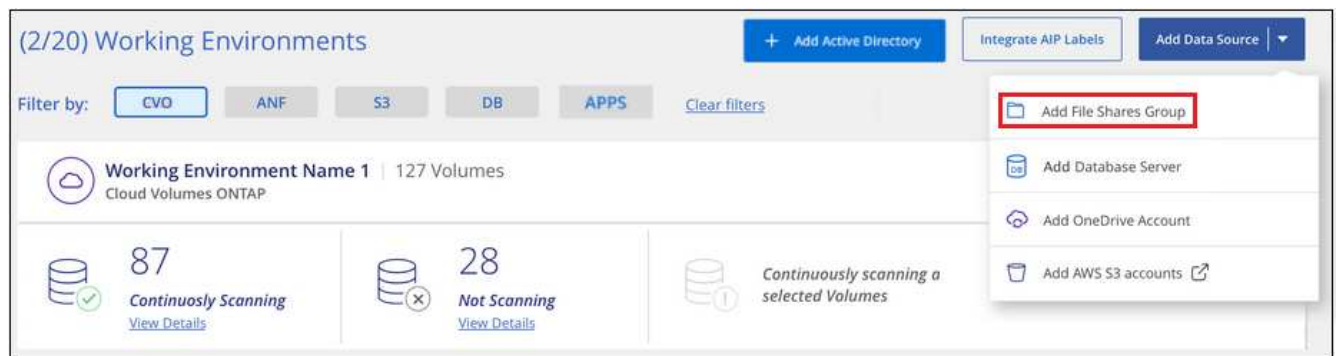 (2/20) Working Environments
+ Add Active Directory
Integrate AIP Labels
Add Data Source
Filter by:
CVO
ANF
S3
DB
APPS
Clear filters
Add File Shares Group
DB
Add Database Server
Add OneDrive Account
Add AWS S3 accounts
Working Environment Name 1 | 127 Volumes
Cloud Volumes ONTAP
87
Continuosly Scanning
View Details
28
Not Scanning
View Details
Continuously scanning a
selected Volumes